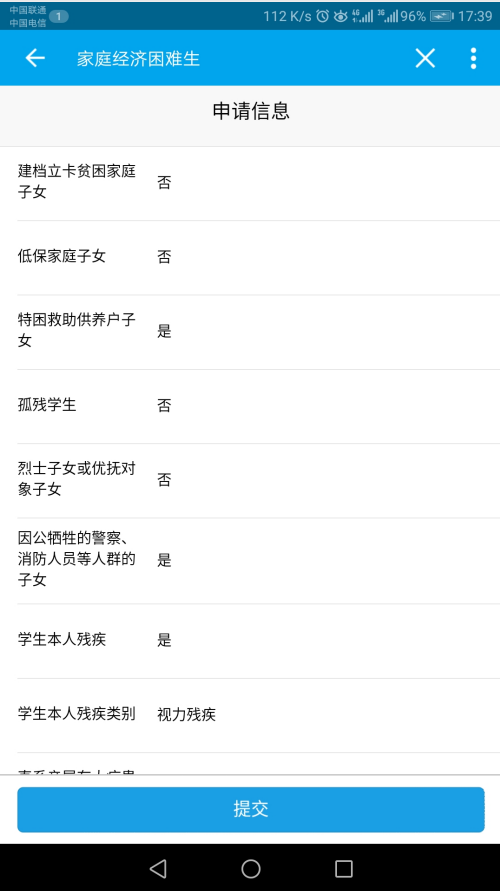 中国联通
中国电信
1
112 K/s
4G
3G
96%
17:39
家庭经济困难生
申请信息
建档立卡贫困家庭
子女
否
低保家庭子女
否
特困救助供养户子
女
是
孤残学生
否
烈士子女或优抚对
象子女
否
因公牺牲的警察、
消防人员等人群的
子女
是
学生本人残疾
是
学生本人残疾类别
视力残疾
提交